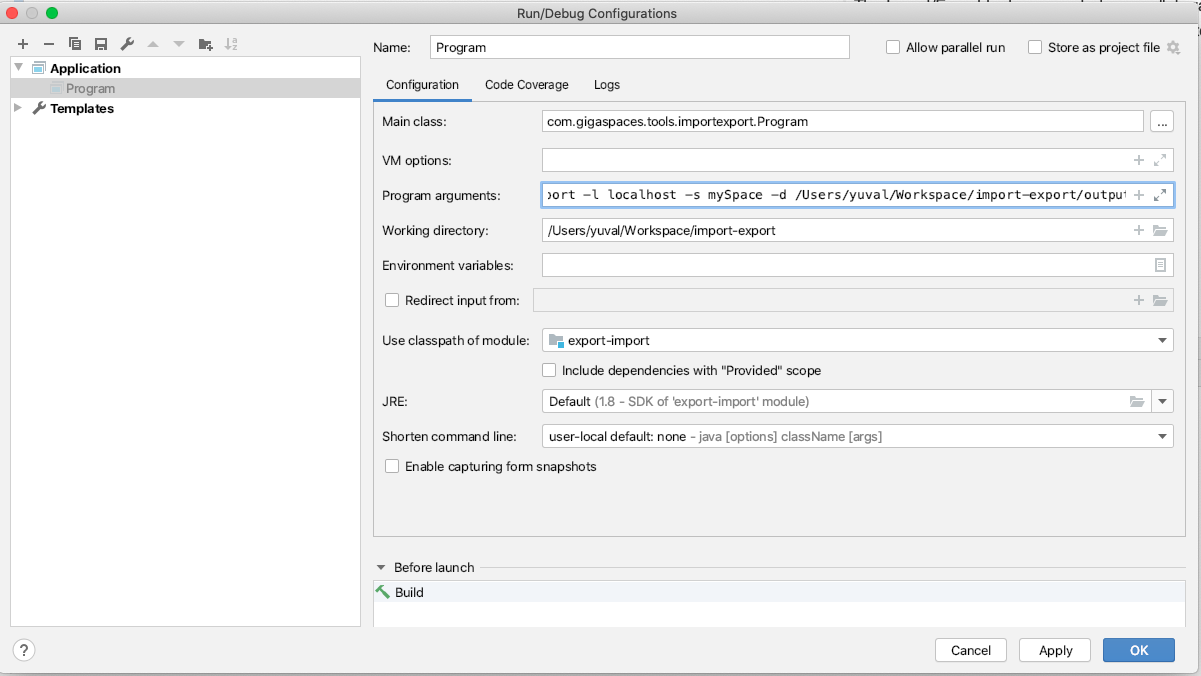 Run/Debug Configurations
Application
Program
Templates
Name: Program
Allow parallel run
Store as project file
Configuration Code Coverage Logs
Main class: com.gigaspaces.tools.importexport.Program ...
VM options:
Program arguments: port -l localhost -s mySpace -d /Users/yuval/Workspace/import-export/output
Working directory: /Users/yuval/Workspace/import-export
Environment variables:
Redirect input from:
Use classpath of module: export-import
Include dependencies with "Provided" scope
JRE: Default (1.8 - SDK of 'export-import' module)
Shorten command line: user-local default: none - java [options] className [args]
Enable capturing form snapshots
Before launch
Build
?
Cancel Apply OK